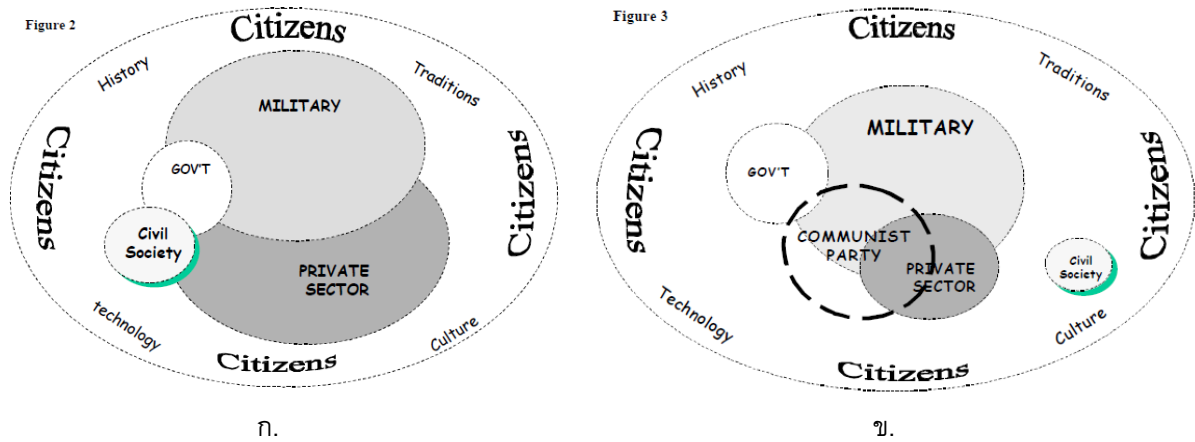 Figure 2
Citizens
History
Traditions
MILITARY
Citizens
GOV'T
Citizens
Civil
Society
PRIVATE
SECTOR
technology
Culture
Citizens
ก.
Figure 3
Citizens
History
Traditions
MILITARY
Citizens
GOV'T
Citizens
COMMUNIST
PARTY
PRIVATE
SECTOR
Civil
Society
Technology
Culture
Citizens
ข.